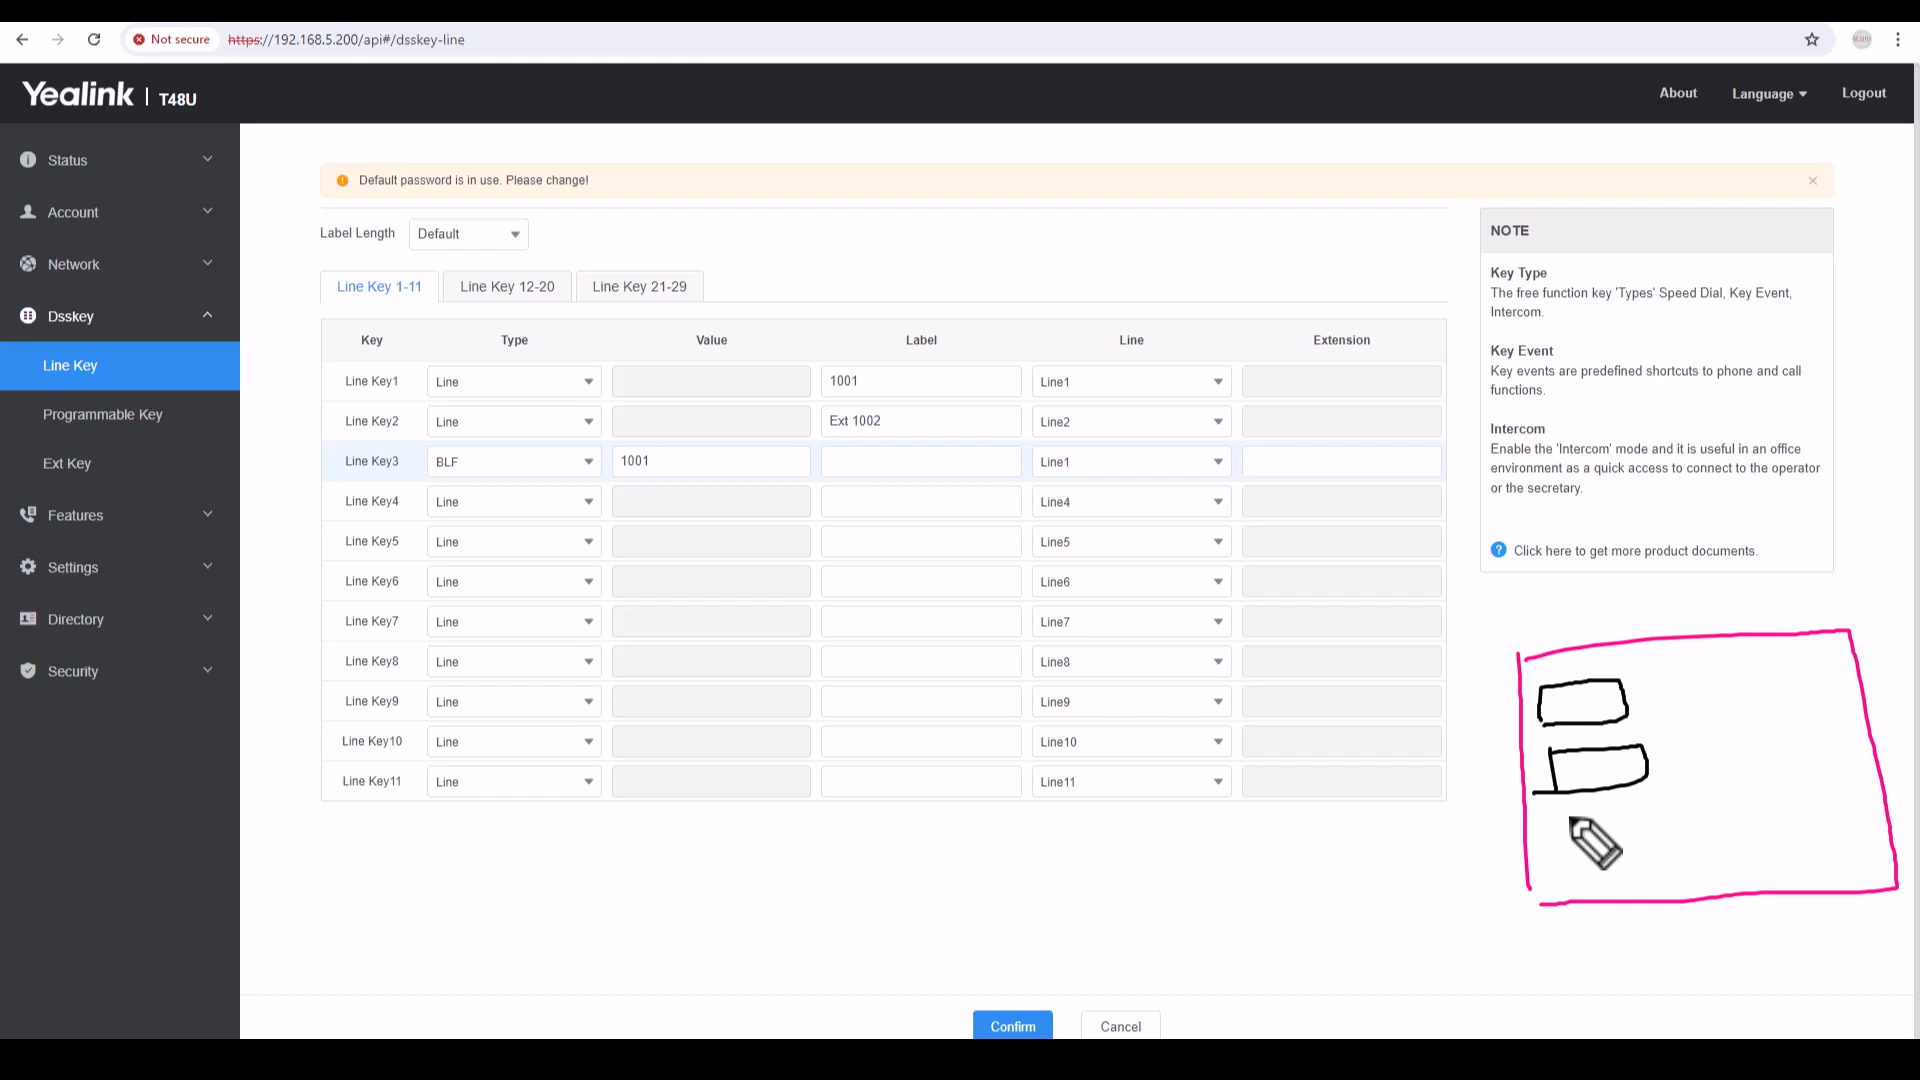 Not secure https://192.168.5.200/api#/dsskey-line
Yealink | T48U
About Language Logout
Status
Account
Network
Dsskey
Line Key
Programmable Key
Ext Key
Features
Settings
Directory
Security
Default password is in use. Please change!
Label Length Default
Line Key 1-11 Line Key 12-20 Line Key 21-29
Key Type Value Label Line Extension
Line Key1 Line 1001 Line1
Line Key2 Line Ext 1002 Line2
Line Key3 BLF 1001 Line1
Line Key4 Line Line4
Line Key5 Line Line5
Line Key6 Line Line6
Line Key7 Line Line7
Line Key8 Line Line8
Line Key9 Line Line9
Line Key10 Line Line10
Line Key11 Line Line11
NOTE
Key Type
The free function key 'Types' Speed Dial, Key Event,
Intercom.
Key Event
Key events are predefined shortcuts to phone and call
functions.
Intercom
Enable the 'Intercom' mode and it is useful in an office
environment as a quick access to connect to the operator
or the secretary.
Click here to get more product documents.
Confirm Cancel